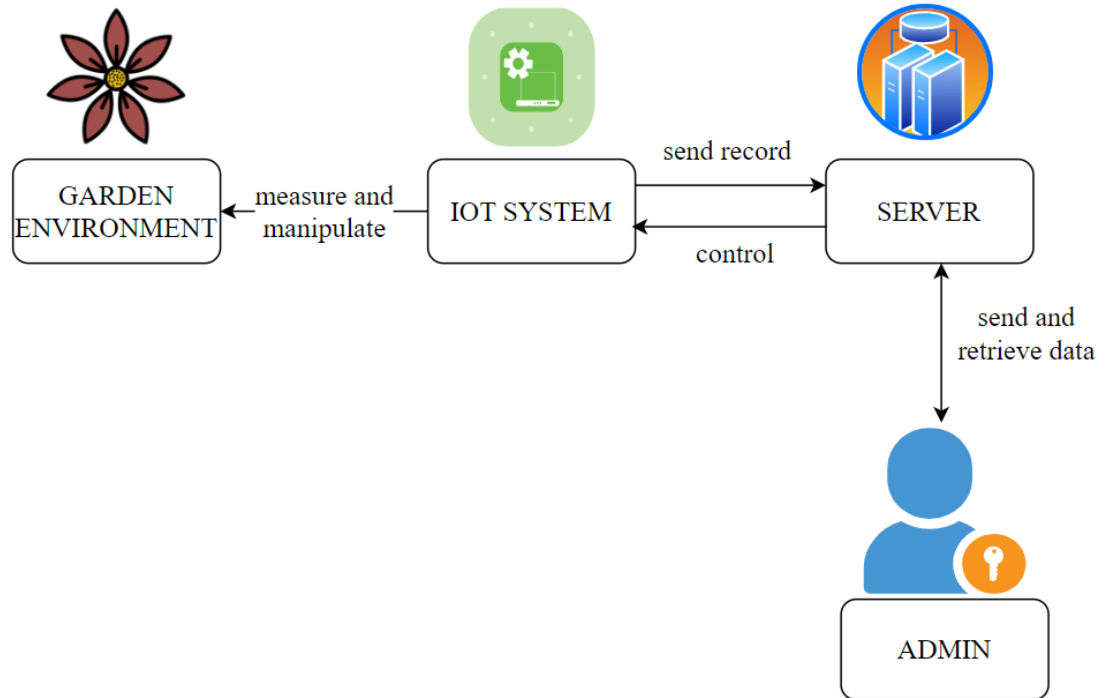 GARDEN
ENVIRONMENT
measure and
manipulate
IOT SYSTEM
send record
control
SERVER
send and
retrieve data
ADMIN